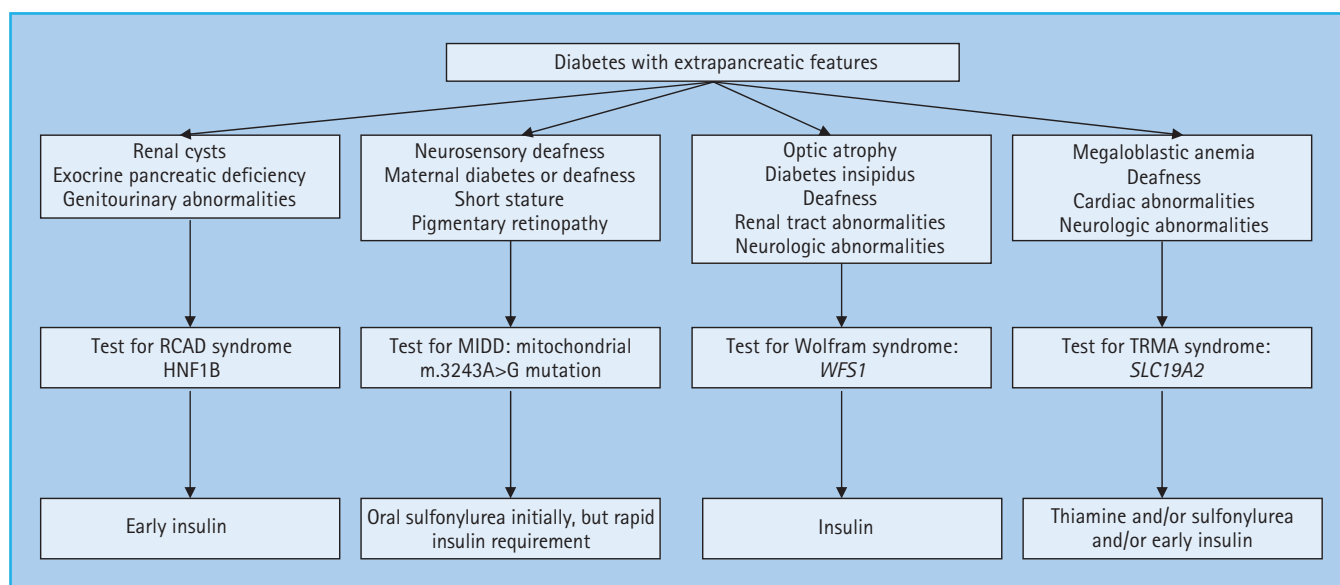 Diabetes with extrapancreatic features
Renal cysts
Exocrine pancreatic deficiency
Genitourinary abnormalities
Neurosensory deafness
Maternal diabetes or deafness
Short stature
Pigmentary retinopathy
Optic atrophy
Diabetes insipidus
Deafness
Renal tract abnormalities
Neurologic abnormalities
Megaloblastic anemia
Deafness
Cardiac abnormalities
Neurologic abnormalities
Test for RCAD syndrome
HNF1B
Test for MIDD: mitochondrial
m.3243A>G mutation
Test for Wolfram syndrome:
WFS1
Test for TRMA syndrome:
SLC19A2
Early insulin
Oral sulfonylurea initially, but rapid
insulin requirement
Insulin
Thiamine and/or sulfonylurea
and/or early insulin